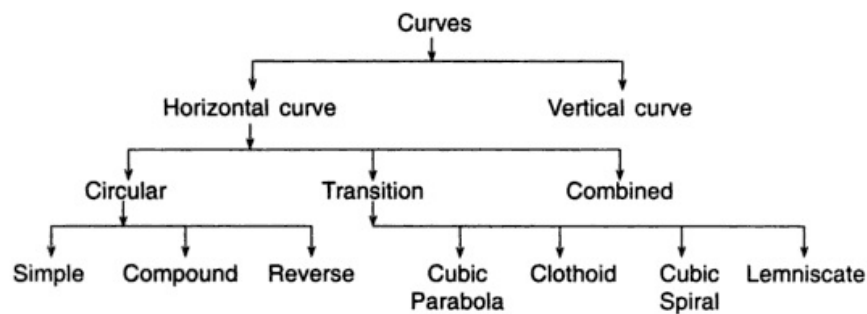 Curves
Horizontal curve
Vertical curve
Circular
Transition
Combined
Simple
Compound
Reverse
Cubic
Parabola
Clothoid
Cubic
Spiral
Lemniscate